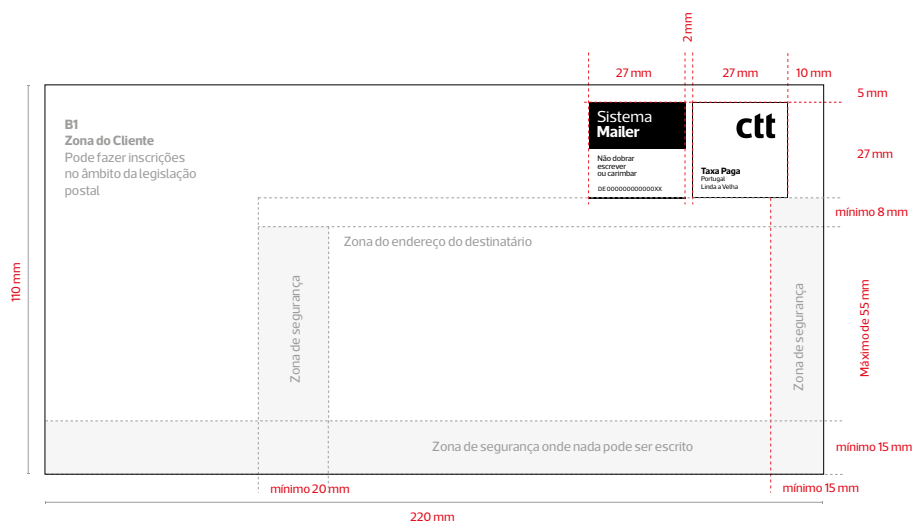 2 mm
27 mm
27 mm
10 mm
5 mm
B1
Zona do Cliente
Pode fazer inscrições
no âmbito da legislação
postal
Sistema
Mailer
Não dobrar
escrever
ou carimbar
DE000000000000XX
ctt
Taxa Paga
Portugal
Linda a Velha
27 mm
mínimo 8 mm
Zona do endereço do destinatário
110 mm
Zona de segurança
Zona de segurança
Máximo de 55 mm
Zona de segurança onde nada pode ser escrito
mínimo 15 mm
mínimo 20 mm
mínimo 15 mm
220 mm